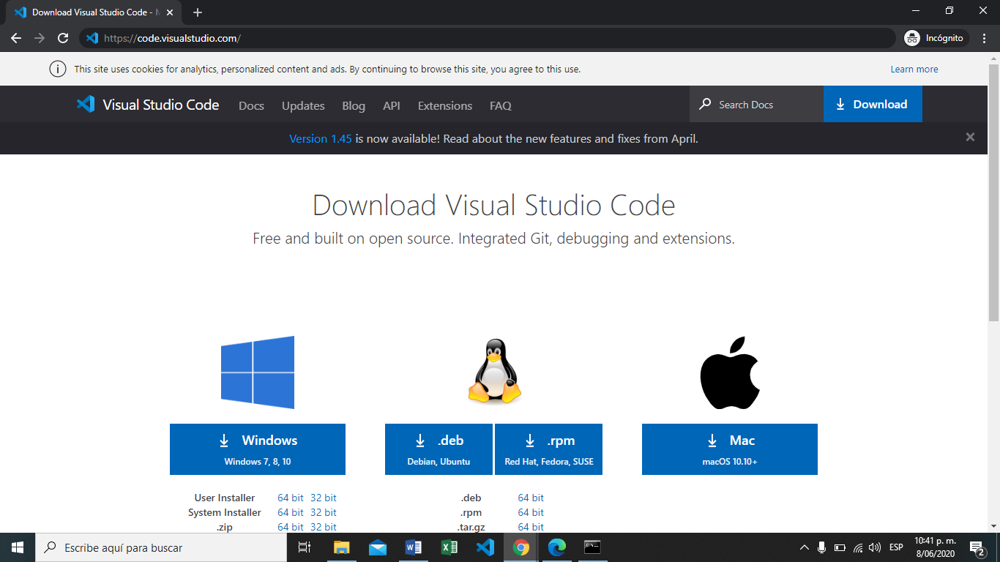 Download Visual Studio Code - M
https://code.visualstudio.com/
Incógnito
This site uses cookies for analytics, personalized content and ads. By continuing to browse this site, you agree to this use.
Learn more
Visual Studio Code
Docs
Updates
Blog
API
Extensions
FAQ
Search Docs
Download
Version 1.45 is now available! Read about the new features and fixes from April.
Download Visual Studio Code
Free and built on open source. Integrated Git, debugging and extensions.
Windows
Windows 7, 8, 10
.deb
Debian, Ubuntu
.rpm
Red Hat, Fedora, SUSE
Mac
macOS 10.10+
User Installer 64 bit 32 bit
System Installer 64 bit 32 bit
.zip 64 bit 32 bit
.deb 64 bit
.rpm 64 bit
.tar.gz 64 bit
Escribe aquí para buscar
ESP
10:41 p. m.
8/06/2020
2